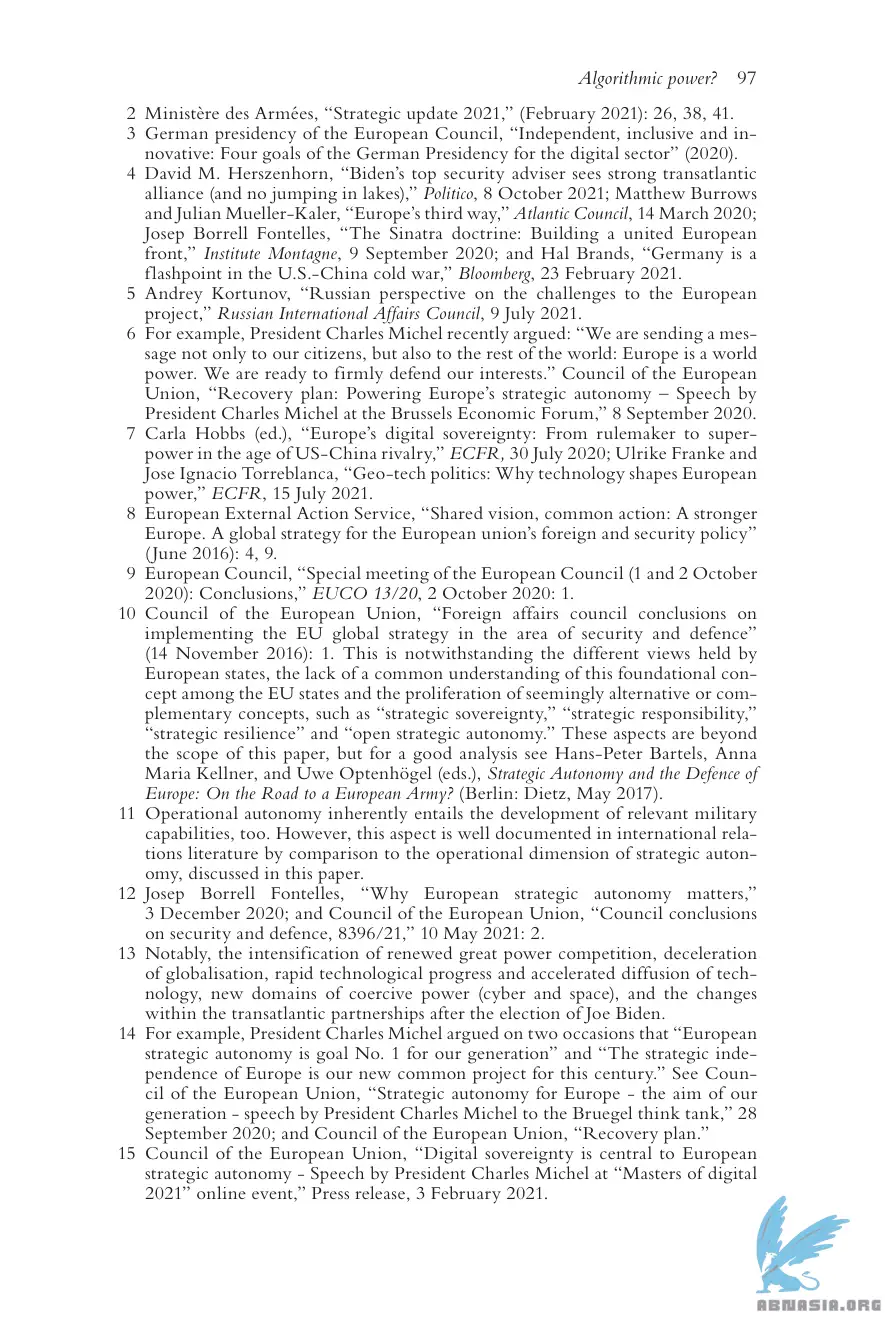 Algorithmic power? 97
2 Ministère des Armées, “Strategic update 2021,” (February 2021): 26, 38, 41.
3 German presidency of the European Council, “Independent, inclusive and in-
novative: Four goals of the German Presidency for the digital sector” (2020).
4 David M. Herszenhorn, “Biden’s top security adviser sees strong transatlantic
alliance (and no jumping in lakes),” Politico, 8 October 2021; Matthew Burrows
and Julian Mueller-Kaler, “Europe’s third way,” Atlantic Council, 14 March 2020;
Josep Borrell Fontelles, “The Sinatra doctrine: Building a united European
front,” Institute Montagne, 9 September 2020; and Hal Brands, “Germany is a
flashpoint in the U.S.-China cold war,” Bloomberg, 23 February 2021.
5 Andrey Kortunov, “Russian perspective on the challenges to the European
project,” Russian International Affairs Council, 9 July 2021.
6 For example, President Charles Michel recently argued: “We are sending a mes-
sage not only to our citizens, but also to the rest of the world: Europe is a world
power. We are ready to firmly defend our interests.” Council of the European
Union, “Recovery plan: Powering Europe’s strategic autonomy – Speech by
President Charles Michel at the Brussels Economic Forum,” 8 September 2020.
7 Carla Hobbs (ed.), “Europe’s digital sovereignty: From rulemaker to super-
power in the age of US-China rivalry,” ECFR, 30 July 2020; Ulrike Franke and
Jose Ignacio Torreblanca, “Geo-tech politics: Why technology shapes European
power,” ECFR, 15 July 2021.
8 European External Action Service, “Shared vision, common action: A stronger
Europe. A global strategy for the European union’s foreign and security policy”
(June 2016): 4, 9.
9 European Council, “Special meeting of the European Council (1 and 2 October
2020): Conclusions,” EUCO 13/20, 2 October 2020: 1.
10 Council of the European Union, “Foreign affairs council conclusions on
implementing the EU global strategy in the area of security and defence”
(14 November 2016): 1. This is notwithstanding the different views held by
European states, the lack of a common understanding of this foundational con-
cept among the EU states and the proliferation of seemingly alternative or com-
plementary concepts, such as “strategic sovereignty,” “strategic responsibility,”
“strategic resilience” and “open strategic autonomy.” These aspects are beyond
the scope of this paper, but for a good analysis see Hans-Peter Bartels, Anna
Maria Kellner, and Uwe Optenhögel (eds.), Strategic Autonomy and the Defence of
Europe: On the Road to a European Army? (Berlin: Dietz, May 2017).
11 Operational autonomy inherently entails the development of relevant military
capabilities, too. However, this aspect is well documented in international rela-
tions literature by comparison to the operational dimension of strategic auton-
omy, discussed in this paper.
12 Josep Borrell Fontelles, “Why European strategic autonomy matters,”
3 December 2020; and Council of the European Union, “Council conclusions
on security and defence, 8396/21,” 10 May 2021: 2.
13 Notably, the intensification of renewed great power competition, deceleration
of globalisation, rapid technological progress and accelerated diffusion of tech-
nology, new domains of coercive power (cyber and space), and the changes
within the transatlantic partnerships after the election of Joe Biden.
14 For example, President Charles Michel argued on two occasions that “European
strategic autonomy is goal No. 1 for our generation” and “The strategic inde-
pendence of Europe is our new common project for this century.” See Coun-
cil of the European Union, “Strategic autonomy for Europe - the aim of our
generation - speech by President Charles Michel to the Bruegel think tank,” 28
September 2020; and Council of the European Union, “Recovery plan.”
15 Council of the European Union, “Digital sovereignty is central to European
strategic autonomy - Speech by President Charles Michel at “Masters of digital
2021” online event,” Press release, 3 February 2021.
ABNASIA.ORG